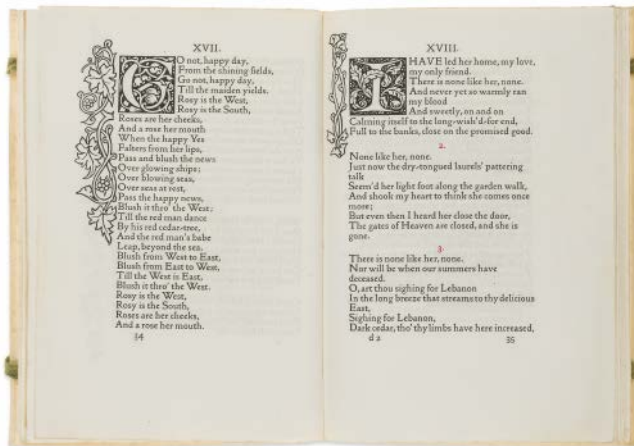 XVII.
GO not, happy day,
From the shining fields,
Go not, happy day,
Till the maiden yields.
Rosy is the West,
Rosy is the South,
Roses are her cheeks,
And a rose her mouth
When the happy Yes
Falters from her lips,
Pass and blush the news
Over glowing ships;
Over blowing seas,
Over seas at rest,
Pass the happy news,
Blush it thro' the West;
Till the red man dance
By his red cedar-tree,
And the red man's babe
Leap, beyond the sea.
Blush from West to East,
Blush from East to West,
Till the West is East,
Blush it thro' the West.
Rosy is the West,
Rosy is the South,
Roses are her cheeks,
And a rose her mouth.
34
XVIII.
I HAVE led her home, my love,
my only friend.
There is none like her, none.
And never yet so warmly ran
my blood
And sweetly, on and on
Calming itself to the long-wish'd-for end,
Full to the banks, close on the promised good.
2.
None like her, none.
Just now the dry-tongued laurels' pattering
talk
Seem'd her light foot along the garden walk,
And shook my heart to think she comes once
more;
But even then I heard her close the door,
The gates of Heaven are closed, and she is
gone.
3.
There is none like her, none.
Nor will be when our summers have
deceased.
O, art thou sighing for Lebanon
In the long breeze that streams to thy delicious
East,
Sighing for Lebanon,
Dark cedar, tho' thy limbs have here increased,
d2
35